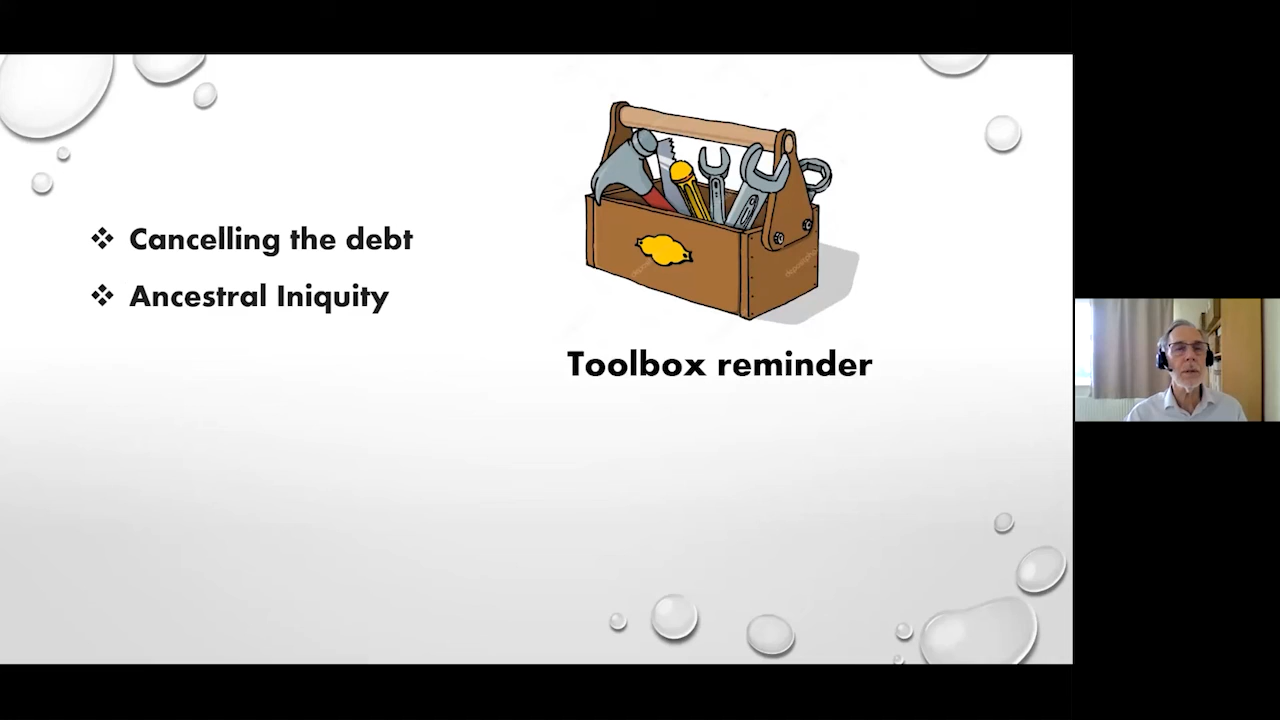 Cancelling the debt
Ancestral Iniquity
Toolbox reminder